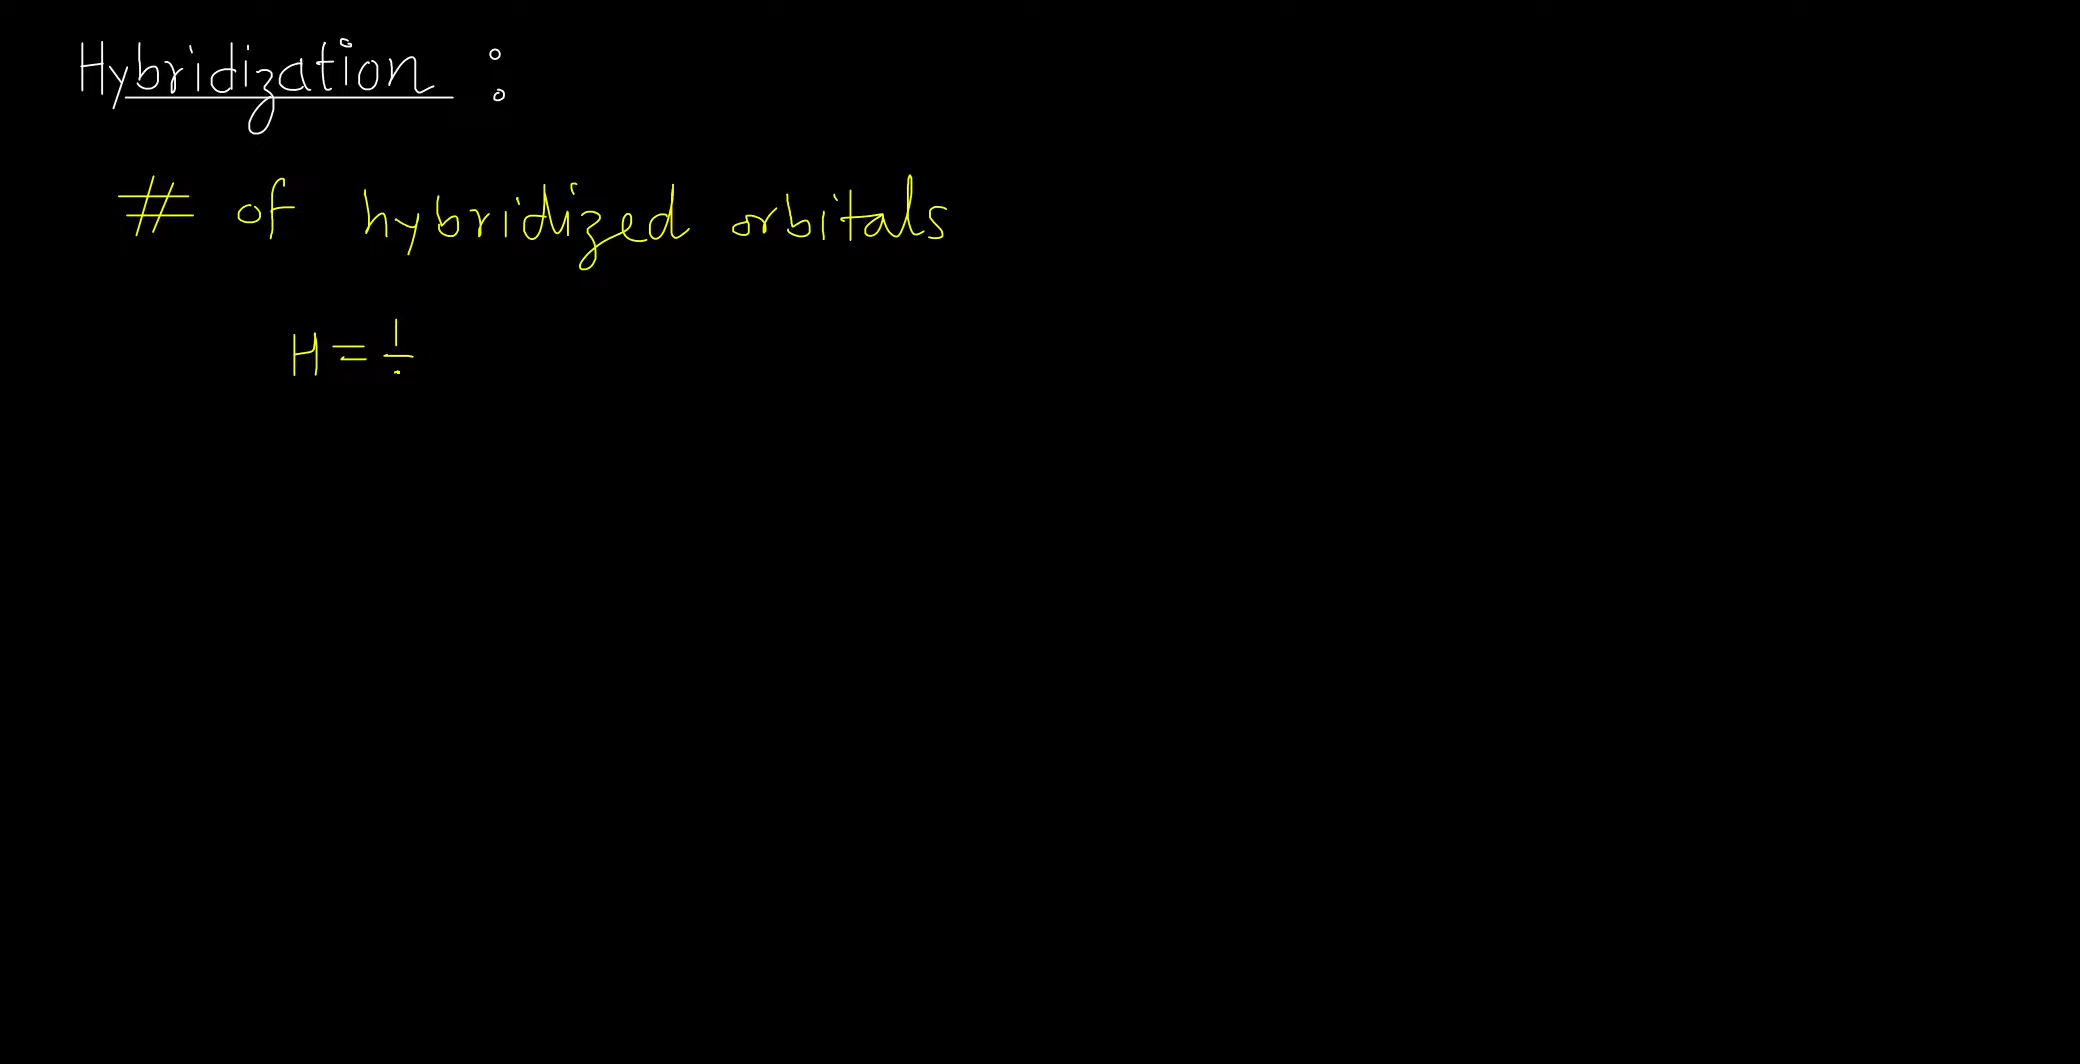 Hybridization :
# of hybridized orbitals
H = 1/